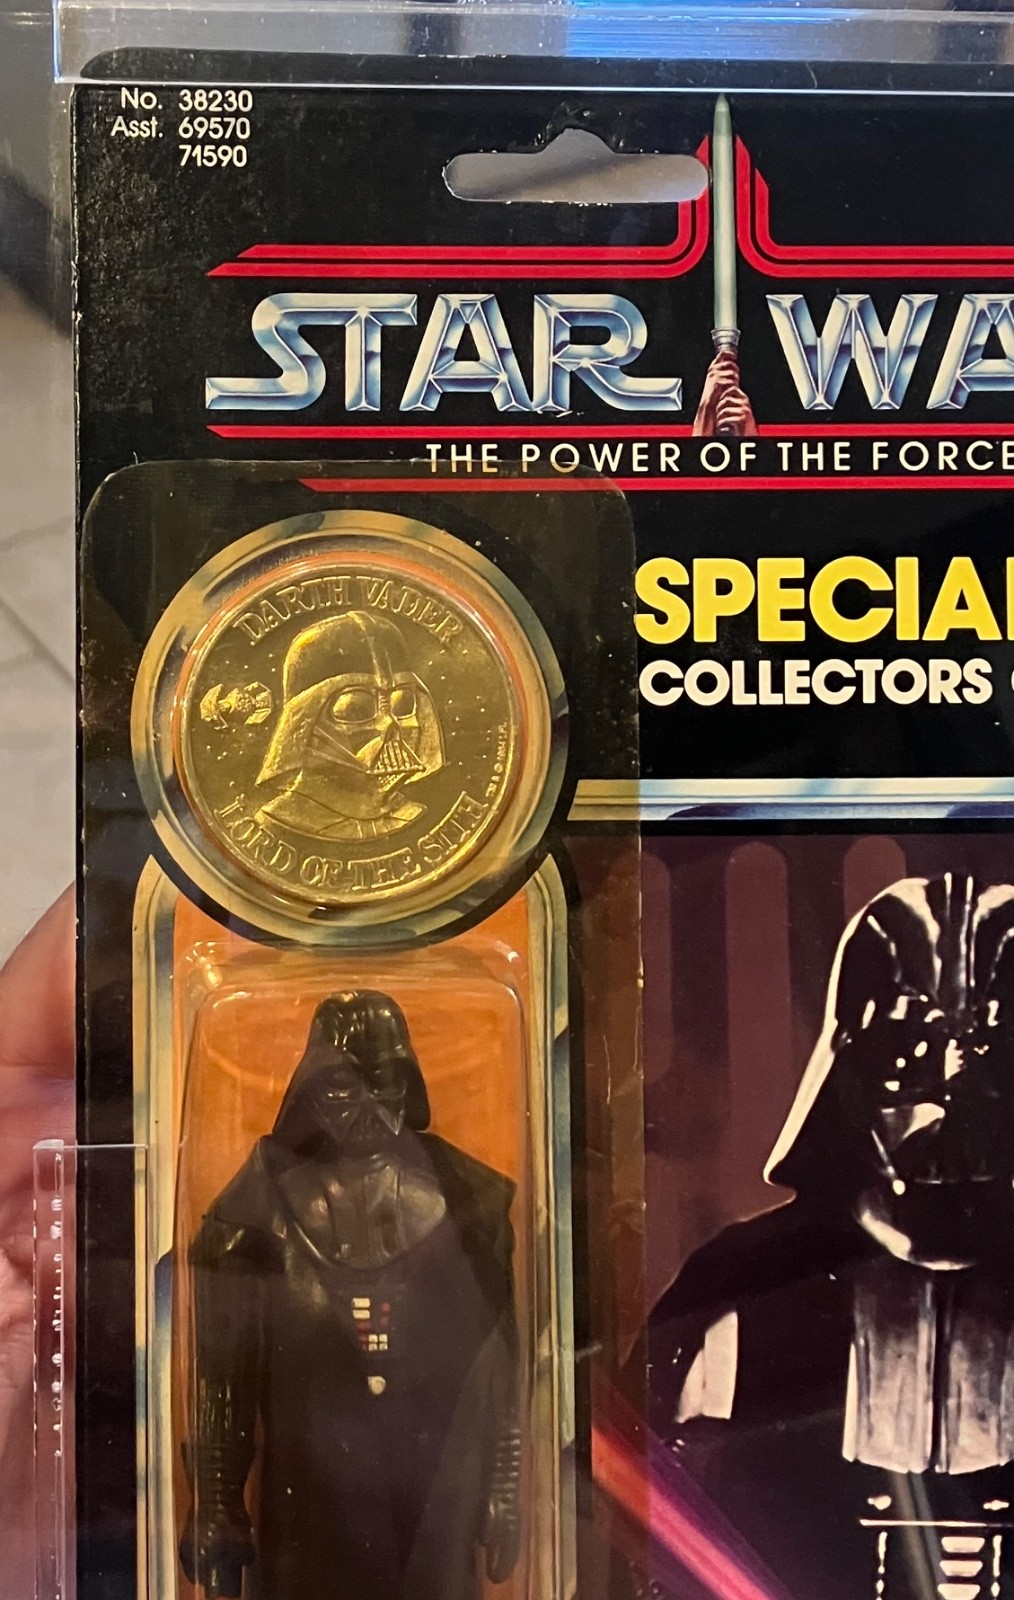 No. 38230
Asst. 69570
71590
STAR WA
THE POWER OF THE FORCE
SPECIAL
COLLECTORS
DARTH VADER
LORD OF THE SITH